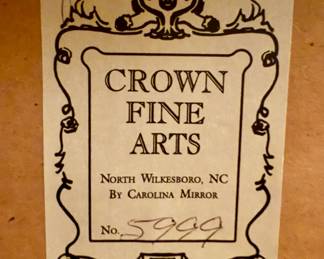 CROWN
FINE
ARTS
NORTH WILKESBORO, NC
BY CAROLINA MIRROR
No. 5999